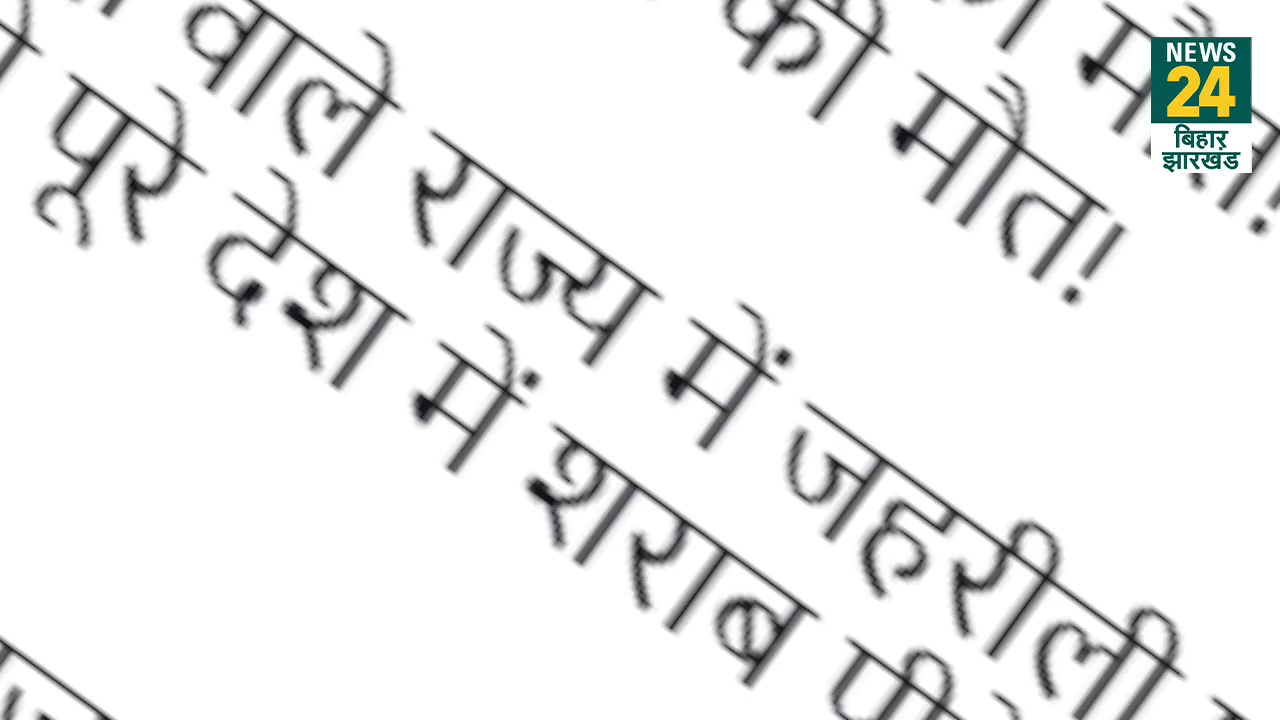 की मौत!
वाले राज्य में जहरीली
पूरे देश में शराब
NEWS
24
बिहार
झारखंड